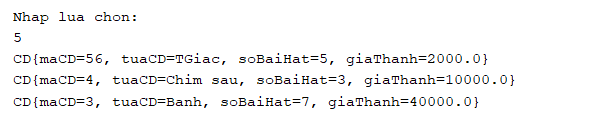 Nhap lua chon:
5
CD{maCD=56, tuaCD=TGiac, soBaiHat=5, giaThanh=2000.0}
CD{maCD=4, tuaCD=Chim sau, soBaiHat=3, giaThanh=10000.0}
CD{maCD=3, tuaCD=Banh, soBaiHat=7, giaThanh=40000.0}